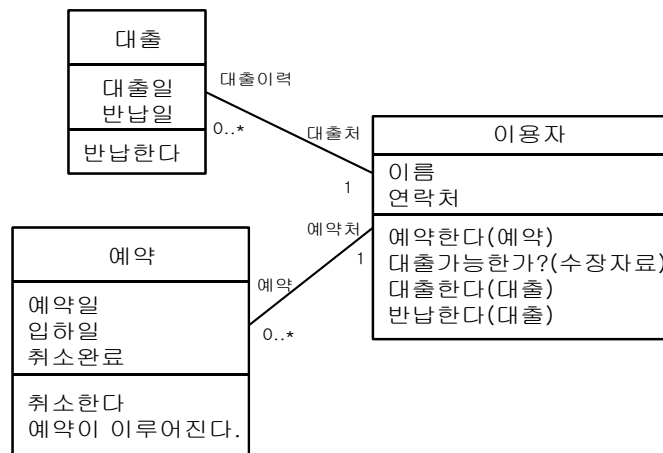 대출
대출일
반납일
반납한다
대출이력
0..*
대출처
1
이용자
이름
연락처
예약한다(예약)
대출가능한가?(수장자료)
대출한다(대출)
반납한다(대출)
예약처
1
예약
0..*
예약
예약일
입하일
취소완료
취소한다
예약이 이루어진다.